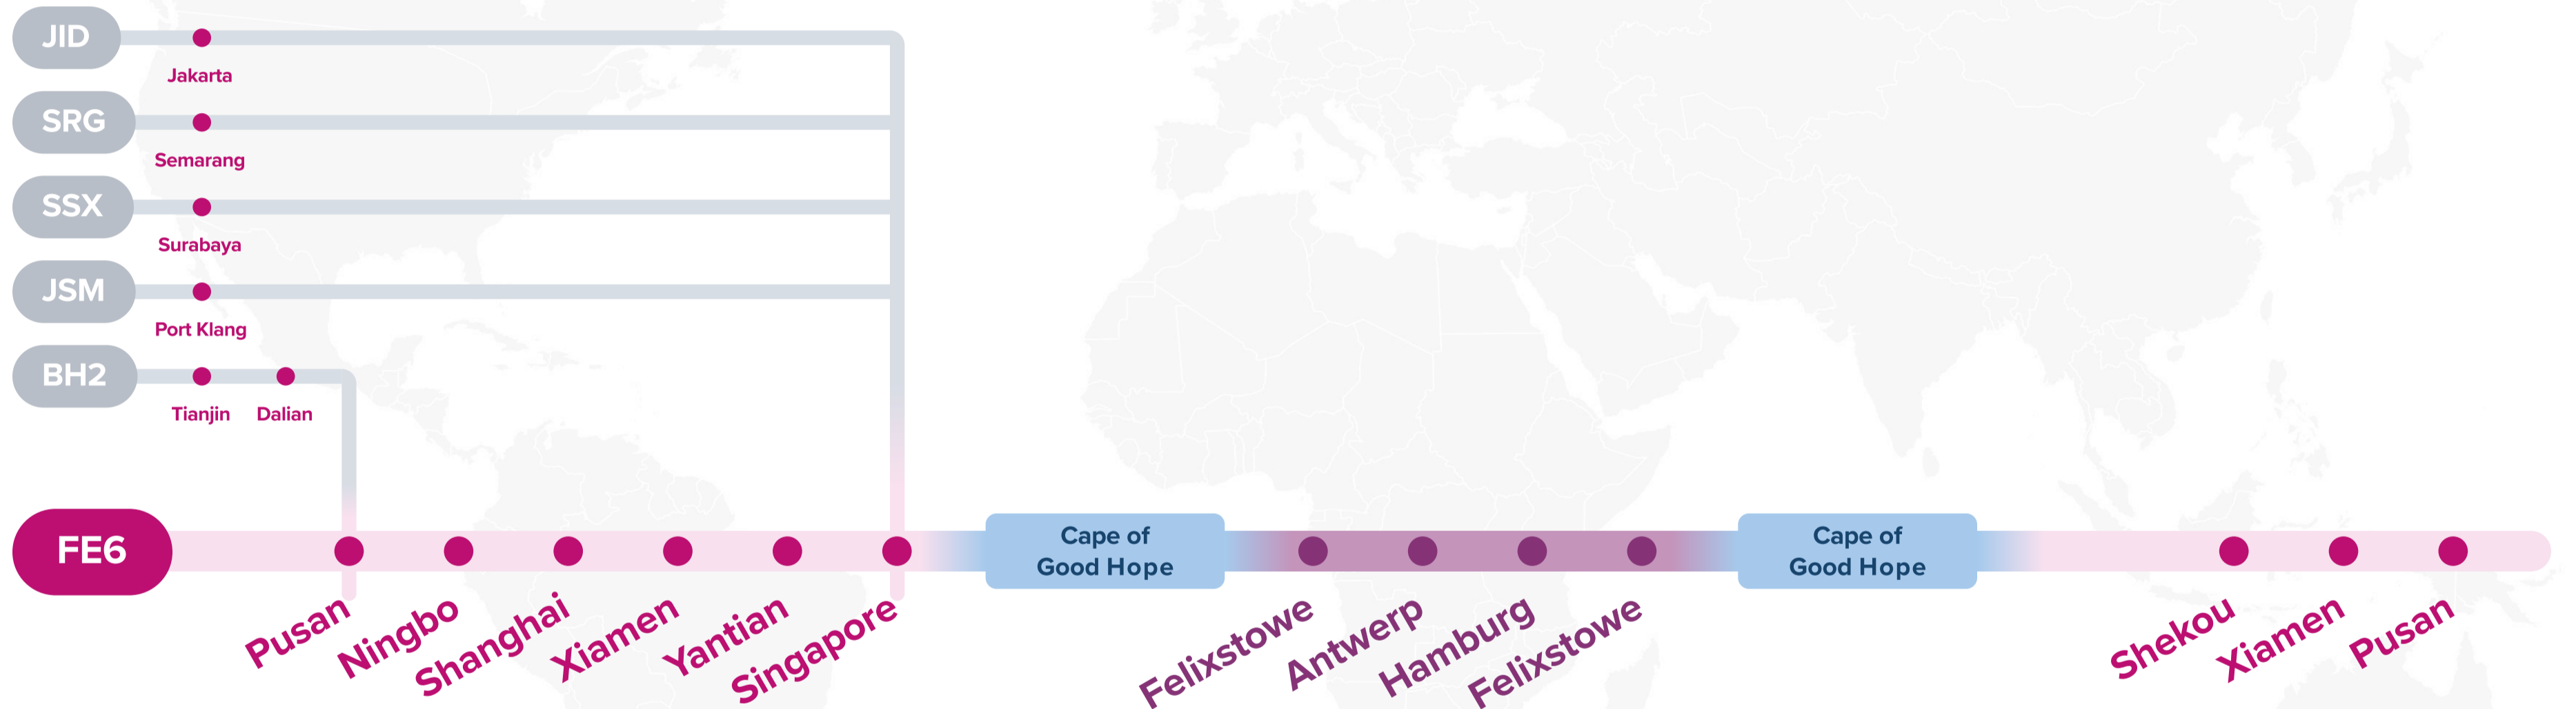 JID
Jakarta
SRG
Semarang
SSX
Surabaya
JSM
Port Klang
BH2
Tianjin Dalian
FE6
Cape of
Good Hope
Cape of
Good Hope
Pusan
Ningbo
Shanghai
Xiamen
Yantian
Singapore
Felixstowe
Antwerp
Hamburg
Felixstowe
Shekou
Xiamen
Pusan